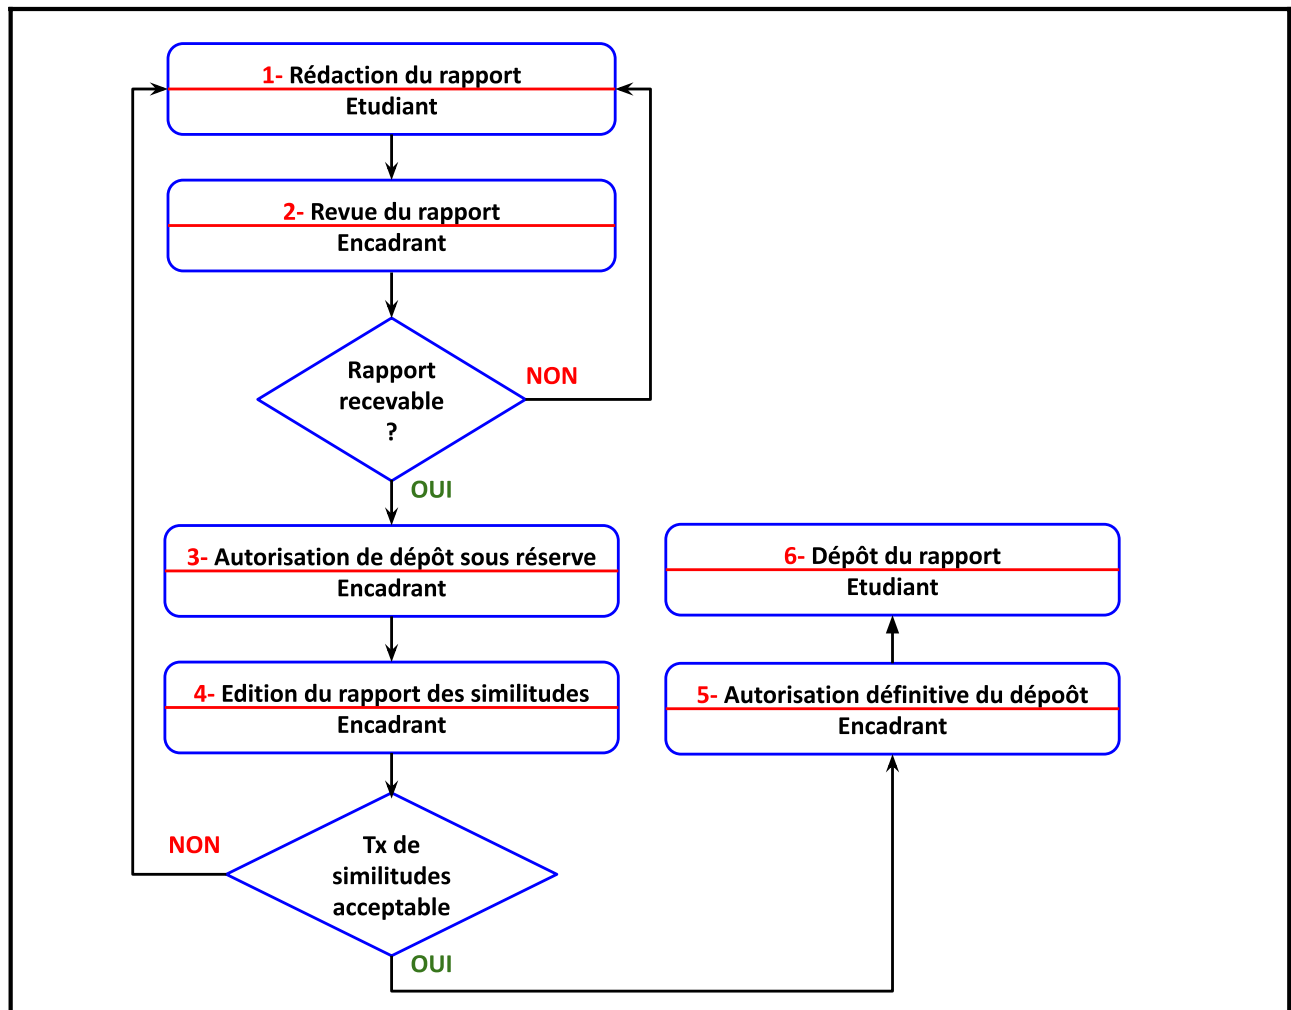 1- Rédaction du rapport
Etudiant
2- Revue du rapport
Encadrant
Rapport
recevable
?
NON
OUI
3- Autorisation de dépôt sous réserve
Encadrant
4- Edition du rapport des similitudes
Encadrant
Tx de
similitudes
acceptable
NON
OUI
5- Autorisation définitive du dépoôt
Encadrant
6- Dépôt du rapport
Etudiant